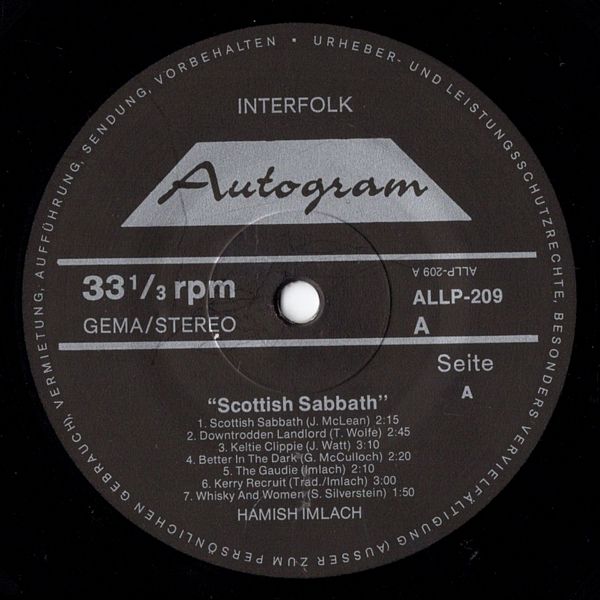 URHEBER- UND LEISTUNGSSCHUTZRECHTE, BESONDERS VERVIELFÄLTIGUNG (AUSSER ZUM PERSÖNLICHEN GEBRAUCH), VERMIETUNG, AUFFÜHRUNG, SENDUNG, VORBEHALTEN •
INTERFOLK
Autogram
33 1/3 rpm
GEMA/STEREO
ALLP-209 A
ALLP-209
A
Seite
A
"Scottish Sabbath"
1. Scottish Sabbath (J. McLean) 2:15
2. Downtrodden Landlord (T. Wolfe) 2:45
3. Keltie Clippie (J. Watt) 3:10
4. Better In The Dark (G. McCulloch) 2:20
5. The Gaudie (Imlach) 2:10
6. Kerry Recruit (Trad./Imlach) 3:00
7. Whisky And Women (S. Silverstein) 1:50
HAMISH IMLACH